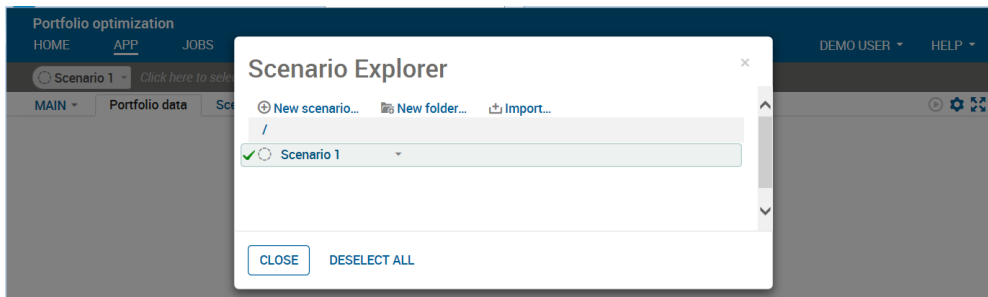 Portfolio optimization
HOME APP JOBS DEMO USER HELP
Scenario 1 Click here to sele
MAIN Portfolio data Sce
Scenario Explorer
New scenario... New folder... Import...
/
Scenario 1
CLOSE DESELECT ALL